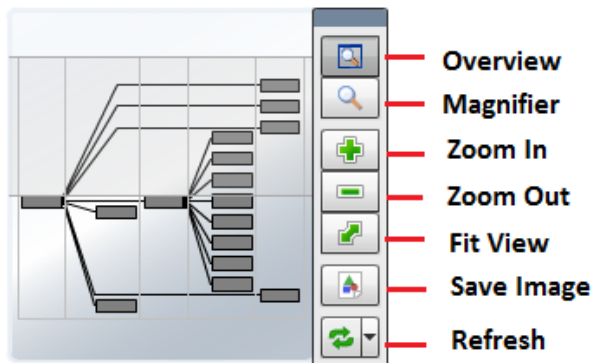 Overview
Magnifier
Zoom In
Zoom Out
Fit View
Save Image
Refresh